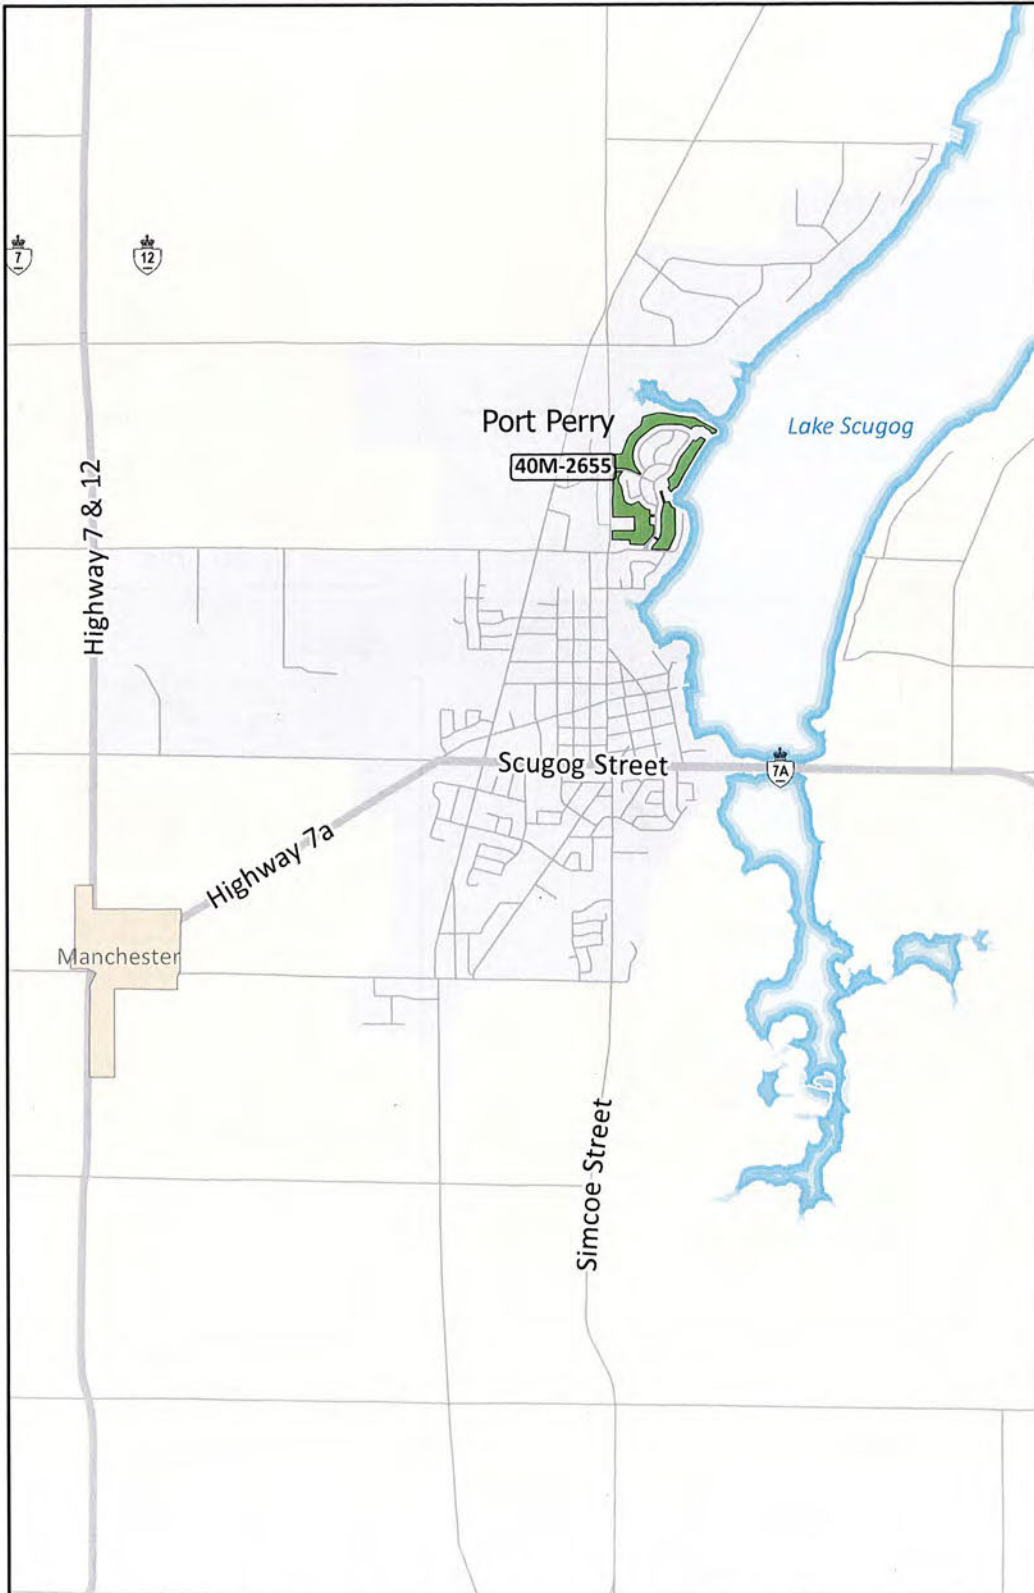 7
12
Port Perry
Lake Scugog
40M-2655
Highway 7 & 12
Scugog Street
7A
Highway 7a
Manchester
Simcoe Street